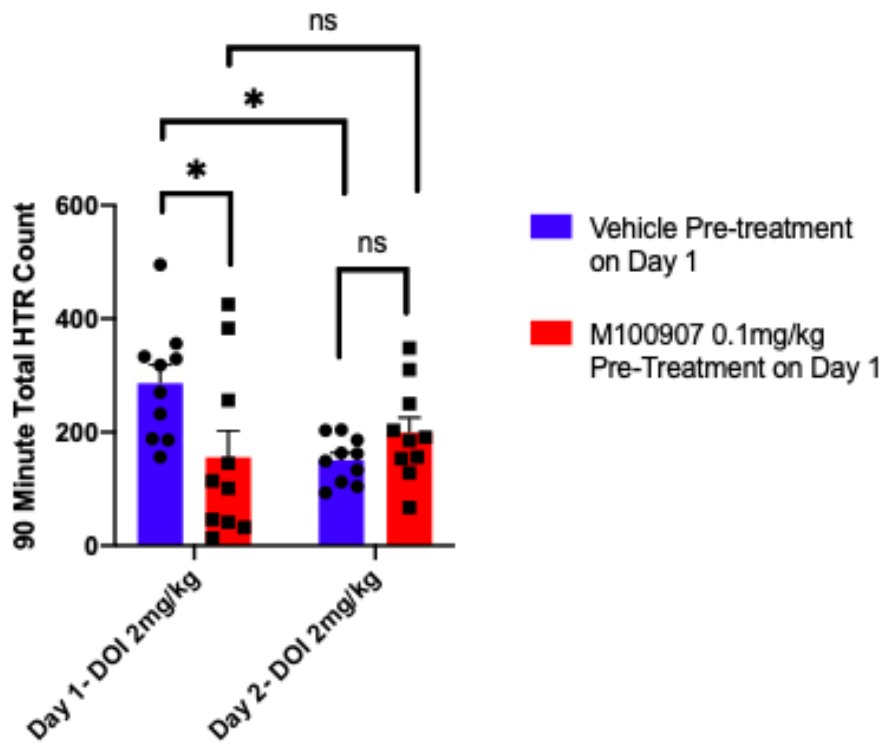 ns
*
*
ns
90 Minute Total HTR Count
600
400
200
0
Day 1- DOI 2mg/kg
Day 2- DOI 2mg/kg
Vehicle Pre-treatment
on Day 1
M100907 0.1mg/kg
Pre-Treatment on Day 1